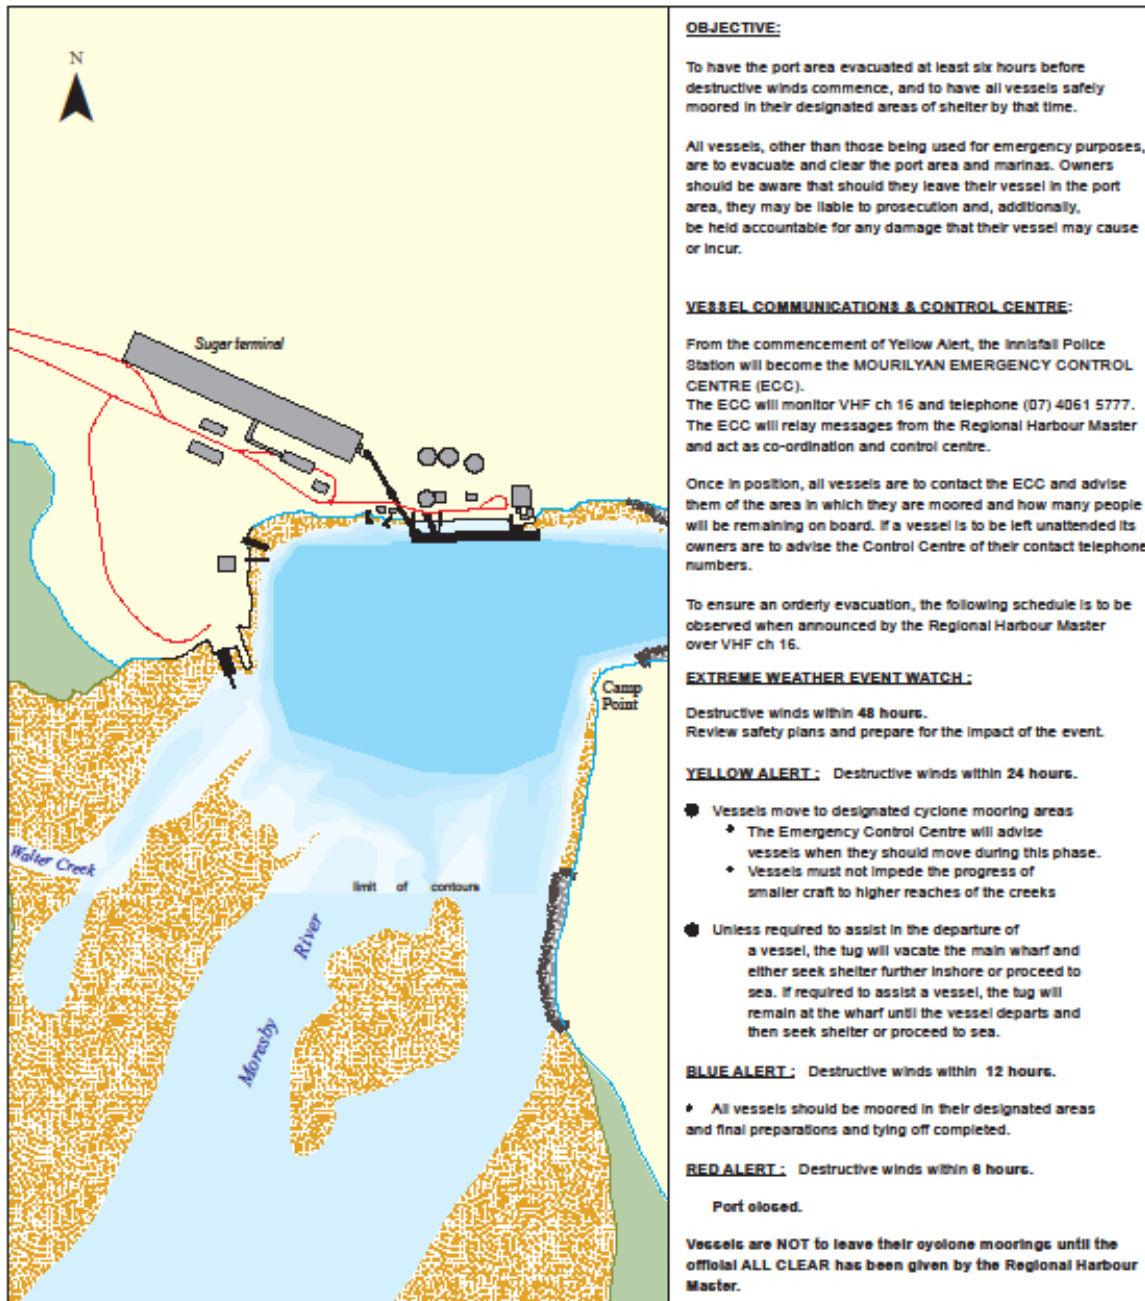 N
Sugar terminal
Camp
Point
Walter Creek
limit of contours
River
Moresby
OBJECTIVE:
To have the port area evacuated at least six hours before
destructive winds commence, and to have all vessels safely
moored in their designated areas of shelter by that time.
All vessels, other than those being used for emergency purposes,
are to evacuate and clear the port area and marinas. Owners
should be aware that should they leave their vessel in the port
area, they may be liable to prosecution and, additionally,
be held accountable for any damage that their vessel may cause
or incur.
VESSEL COMMUNICATIONS & CONTROL CENTRE:
From the commencement of Yellow Alert, the Innisfail Police
Station will become the MOURILYAN EMERGENCY CONTROL
CENTRE (ECC).
The ECC will monitor VHF ch 16 and telephone (07) 4061 5777.
The ECC will relay messages from the Regional Harbour Master
and act as co-ordination and control centre.
Once in position, all vessels are to contact the ECC and advise
them of the area in which they are moored and how many people
will be remaining on board. If a vessel is to be left unattended its
owners are to advise the Control Centre of their contact telephone
numbers.
To ensure an orderly evacuation, the following schedule is to be
observed when announced by the Regional Harbour Master
over VHF ch 16.
EXTREME WEATHER EVENT WATCH :
Destructive winds within 48 hours.
Review safety plans and prepare for the impact of the event.
YELLOW ALERT : Destructive winds within 24 hours.
● Vessels move to designated cyclone mooring areas
• The Emergency Control Centre will advise
vessels when they should move during this phase.
• Vessels must not impede the progress of
smaller craft to higher reaches of the creeks
● Unless required to assist in the departure of
a vessel, the tug will vacate the main wharf and
either seek shelter further inshore or proceed to
sea. If required to assist a vessel, the tug will
remain at the wharf until the vessel departs and
then seek shelter or proceed to sea.
BLUE ALERT : Destructive winds within 12 hours.
• All vessels should be moored in their designated areas
and final preparations and tying off completed.
RED ALERT : Destructive winds within 6 hours.
Port closed.
Vessels are NOT to leave their cyclone moorings until the
official ALL CLEAR has been given by the Regional Harbour
Master.